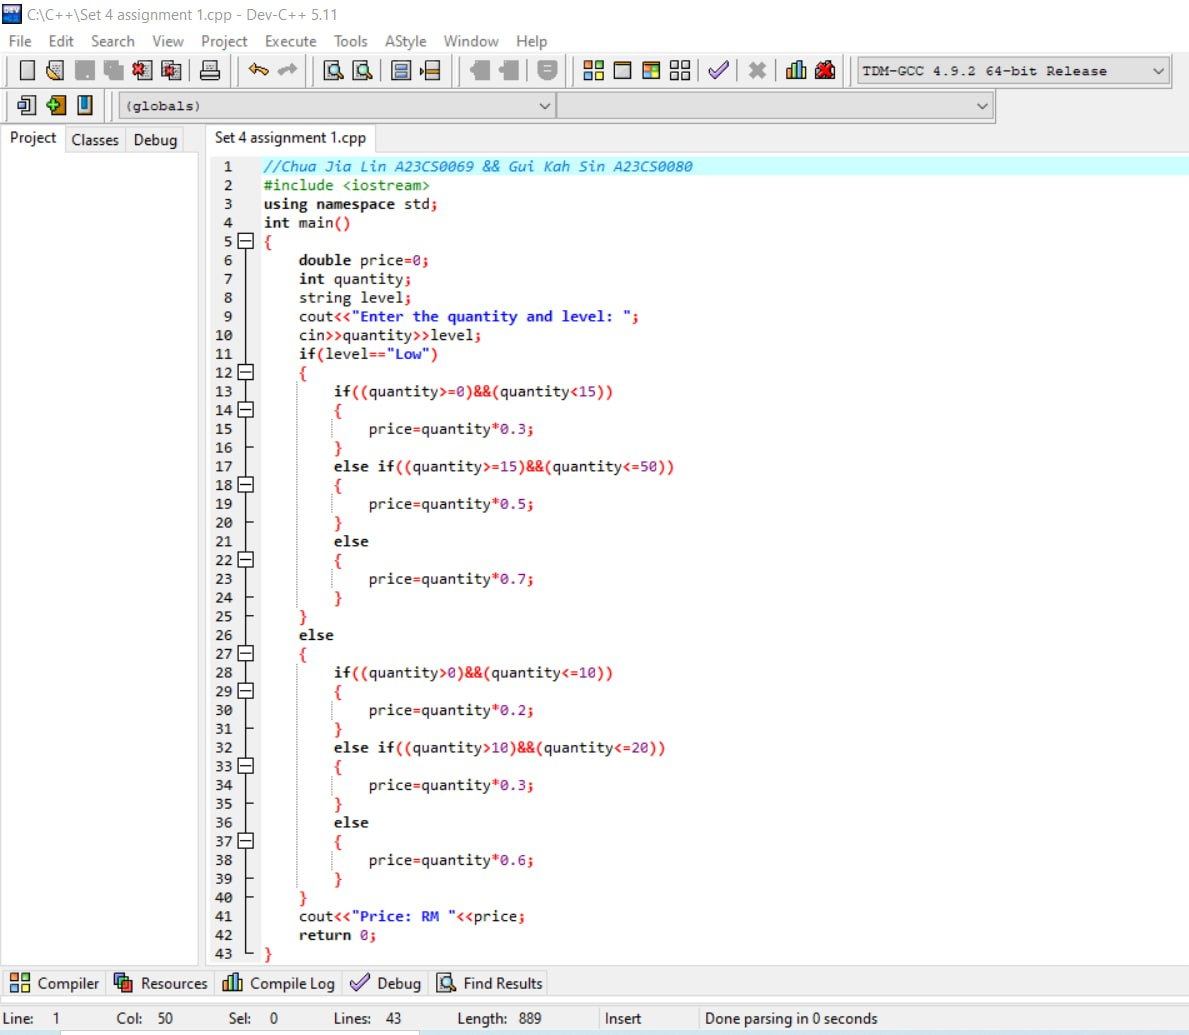 C:\C++\Set 4 assignment 1.cpp - Dev-C++ 5.11
File Edit Search View Project Execute Tools AStyle Window Help
TDM-GCC 4.9.2 64-bit Release
(globals)
Project Classes Debug
Set 4 assignment 1.cpp
1 //Chua Jia Lin A23CS0069 && Gui Kah Sin A23CS0080
2 #include <iostream>
3 using namespace std;
4 int main()
5 {
6     double price=0;
7     int quantity;
8     string level;
9     cout<<"Enter the quantity and level: ";
10     cin>>quantity>>level;
11     if(level=="Low")
12     {
13         if((quantity>=0)&&(quantity<15))
14         {
15             price=quantity*0.3;
16         }
17         else if((quantity>=15)&&(quantity<=50))
18         {
19             price=quantity*0.5;
20         }
21         else
22         {
23             price=quantity*0.7;
24         }
25     }
26     else
27     {
28         if((quantity>0)&&(quantity<=10))
29         {
30             price=quantity*0.2;
31         }
32         else if((quantity>10)&&(quantity<=20))
33         {
34             price=quantity*0.3;
35         }
36         else
37         {
38             price=quantity*0.6;
39         }
40     }
41     cout<<"Price: RM "<<price;
42     return 0;
43 }
Compiler Resources Compile Log Debug Find Results
Line: 1 Col: 50 Sel: 0 Lines: 43 Length: 889 Insert Done parsing in 0 seconds